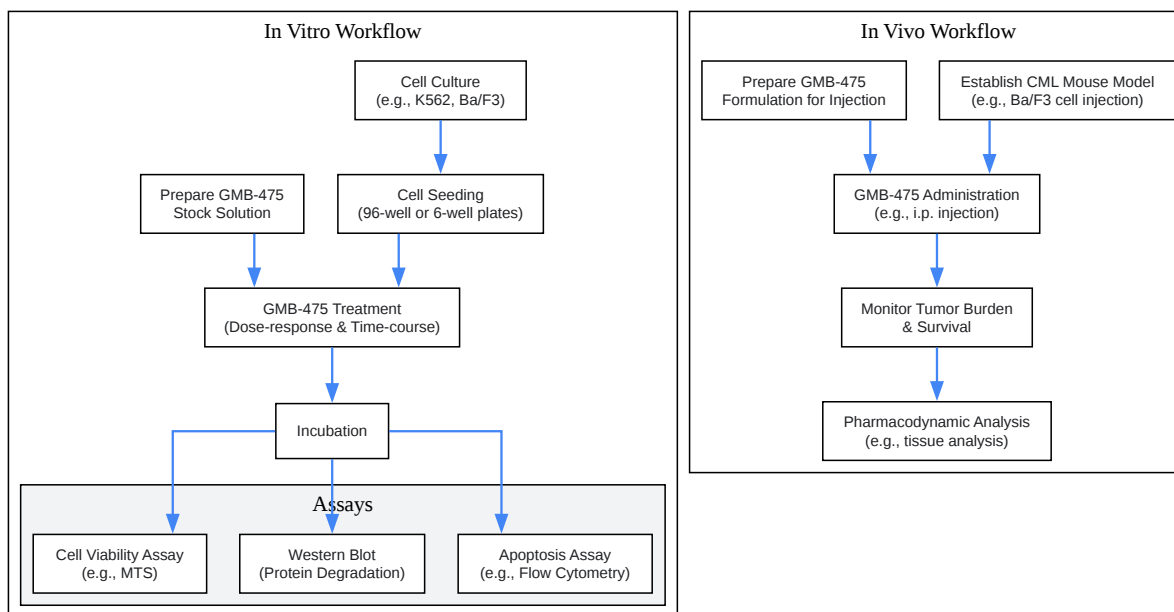 In Vitro Workflow
Cell Culture
(e.g., K562, Ba/F3)
Prepare GMB-475
Stock Solution
Cell Seeding
(96-well or 6-well plates)
GMB-475 Treatment
(Dose-response & Time-course)
Incubation
Assays
Cell Viability Assay
(e.g., MTS)
Western Blot
(Protein Degradation)
Apoptosis Assay
(e.g., Flow Cytometry)
In Vivo Workflow
Prepare GMB-475
Formulation for Injection
Establish CML Mouse Model
(e.g., Ba/F3 cell injection)
GMB-475 Administration
(e.g., i.p. injection)
Monitor Tumor Burden
& Survival
Pharmacodynamic Analysis
(e.g., tissue analysis)